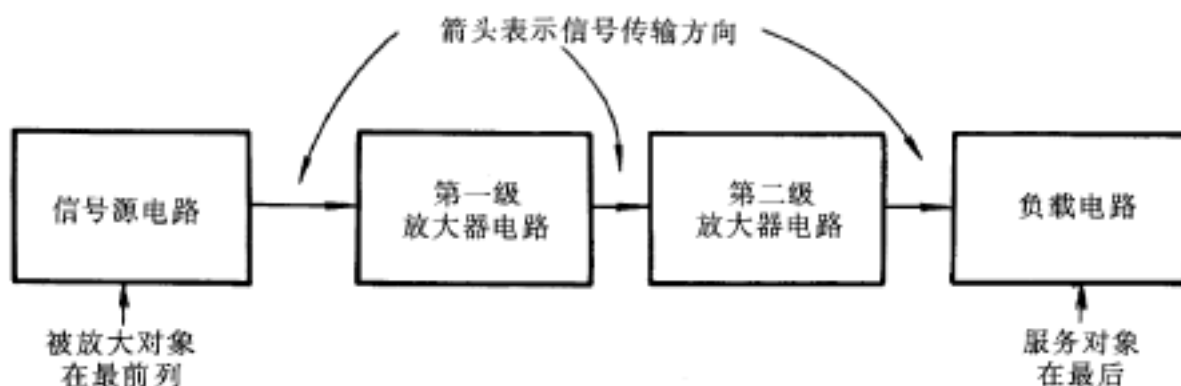 箭头表示信号传输方向
信号源电路
第一级
放大器电路
第二级
放大器电路
负载电路
被放大对象
在最前列
服务对象
在最后